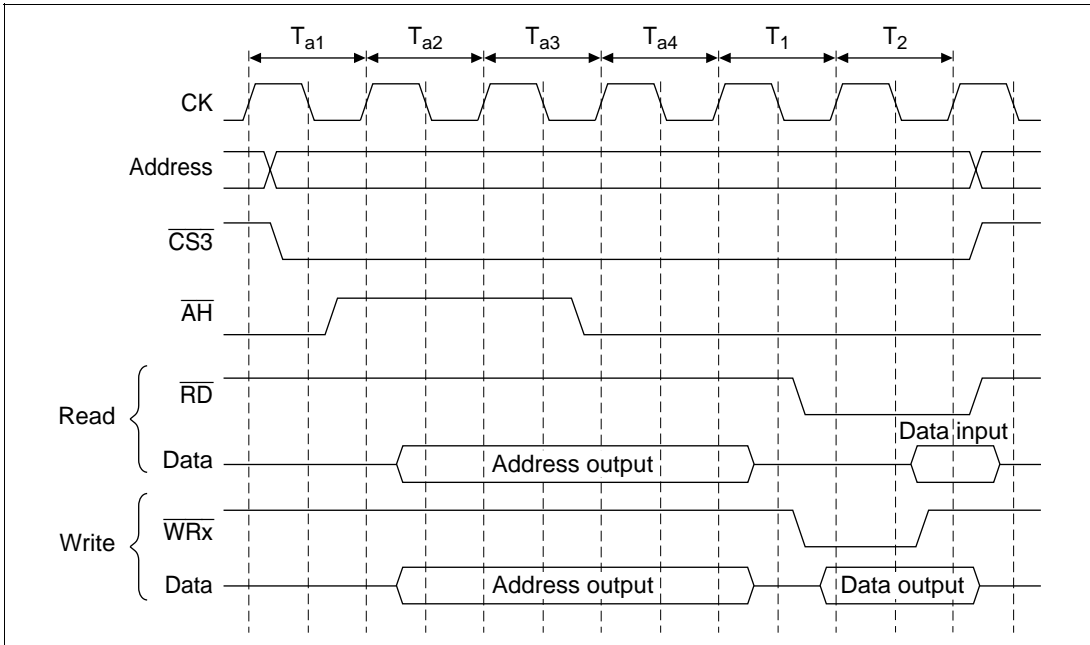 Ta1 Ta2 Ta3 Ta4 T1 T2
CK
Address
CS3
AH
RD
Read
Data input
Data Address output
WRx
Write
Data Address output Data output